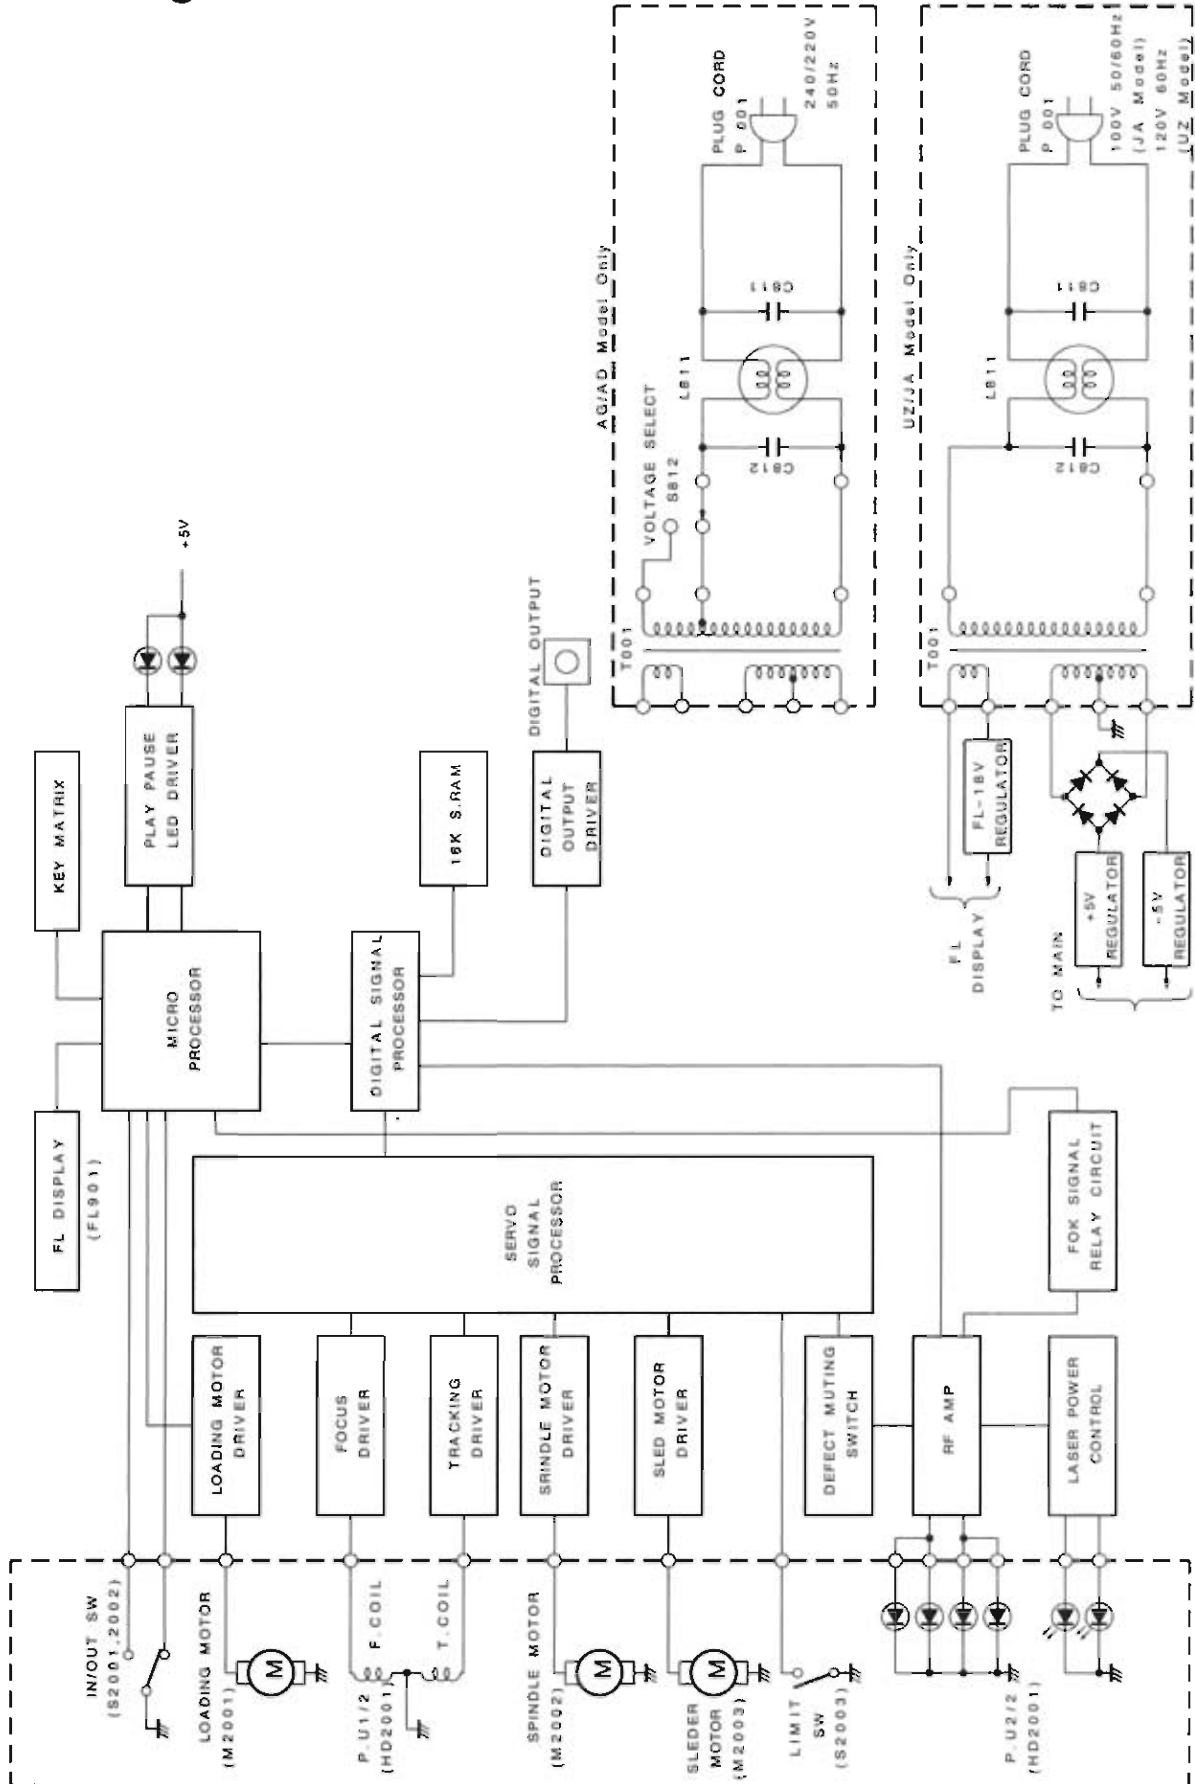 IN/OUT SW
(S2001,2002)
LOADING MOTOR
(M2001)
P.U1/2
(HD2001)
F.COIL
T.COIL
SPINDLE MOTOR
(M2002)
SLEDER
MOTOR
(M2003)
LIMIT
SW
(S2003)
P.U2/2
(HD2001)
M
M
M
LOADING MOTOR
DRIVER
FOCUS
DRIVER
TRACKING
DRIVER
SRINDLE MOTOR
DRIVER
SLED MOTOR
DRIVER
DEFECT MUTING
SWITCH
RF AMP
LASER POWER
CONTROL
FL DISPLAY
(FL901)
SERVO
SIGNAL
PROCESSOR
FOK SIGNAL
RELAY CIRCUIT
MICRO
PROCESSOR
DIGITAL SIGNAL
PROCESSOR
KEY MATRIX
PLAY PAUSE
LED DRIVER
+5V
16K S.RAM
DIGITAL
OUTPUT
DRIVER
DIGITAL OUTPUT
AG/AD Model Only
T001
VOLTAGE SELECT
S812
C812
L811
C811
PLUG CORD
P 001
240/220V
50Hz
UZ/JA Model Only
T001
C812
L811
C811
PLUG CORD
P 001
100V 50/60Hz
(JA Model)
120V 60Hz
(UZ Model)
FL
DISPLAY
FL-18V
REGULATOR
TO MAIN
+5V
REGULATOR
-5V
REGULATOR